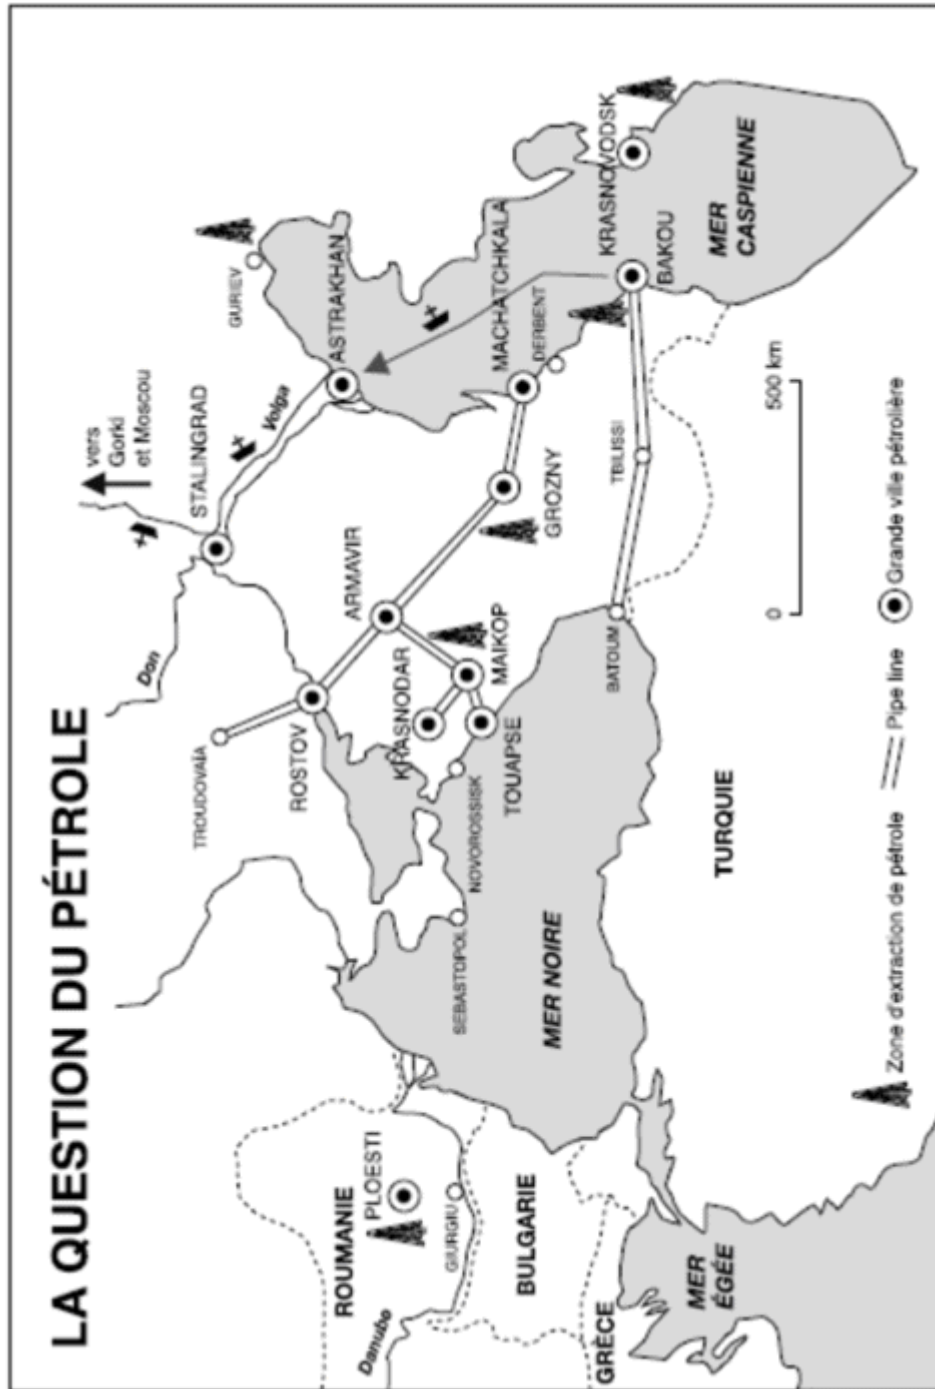 LA QUESTION DU PÉTROLE
vers
Gorki
et Moscou
Don
STALINGRAD
Volga
GURIEV
ASTRAKHAN
TROUDOVAÏA
ROSTOV
ARMAVIR
KRASNODAR
MAIKOP
NOVOROSSISK
TOUAPSE
GROZNY
MACHATCHKALA
DERBENT
KRASNOVODSK
BAKOU
MER
CASPIENNE
TBILISSI
BATOUM
SEBASTOPOL
MER NOIRE
ROUMANIE
PLOESTI
GIURGIU
Danubo
BULGARIE
GRÈCE
MER
ÉGÉE
TURQUIE
0
500 km
Zone d'extraction de pétrole
Pipe line
Grande ville pétrolière